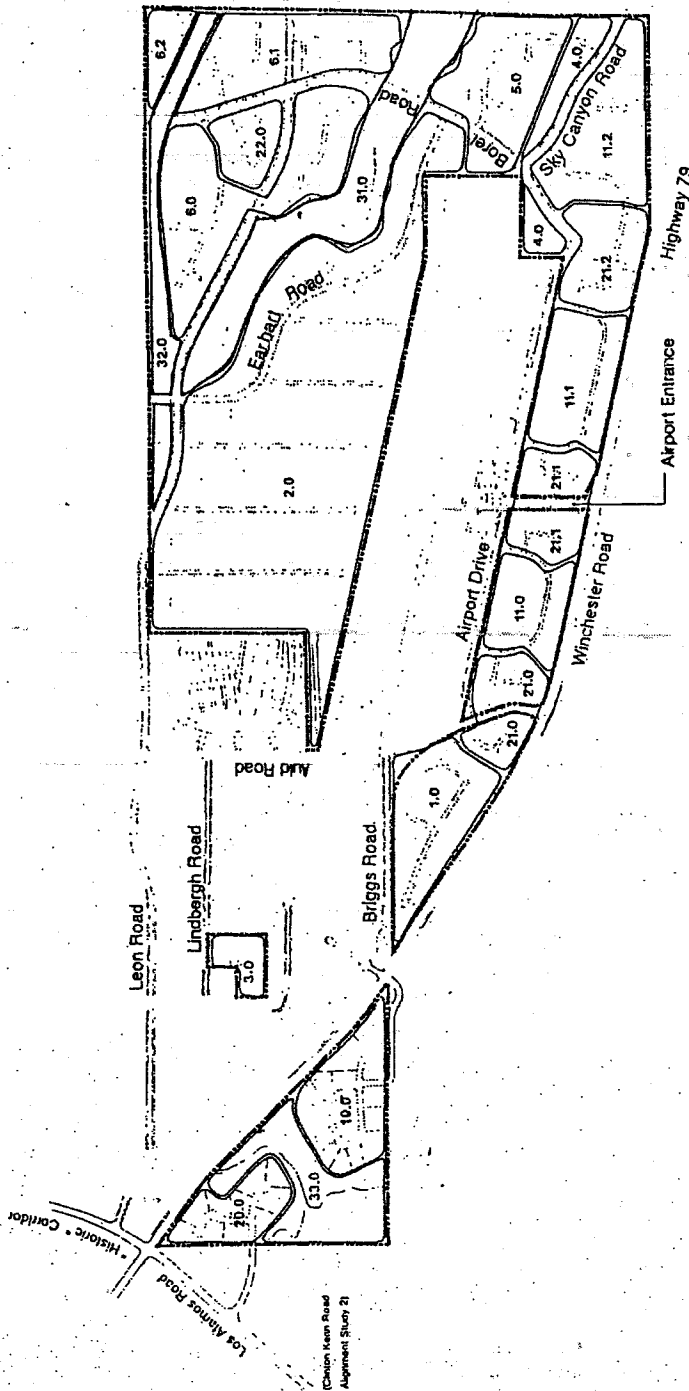 6.2
6.1
22.0
6.0
32.0
31.0
Road
Borel
5.0
4.0
Sky Canyon Road
11.2
4.0
21.2
Highway 79
Earhart Road
2.0
11.1
21.1
Airport Entrance
21.1
Airport Drive
11.0
Winchester Road
21.0
21.0
Auld Road
1.0
Leon Road
Lindbergh Road
Briggs Road
3.0
10.0
33.0
20.0
"Historic" Corridor
Los Alamos Road
(Clinton Keith Road
Alignment Study 2)